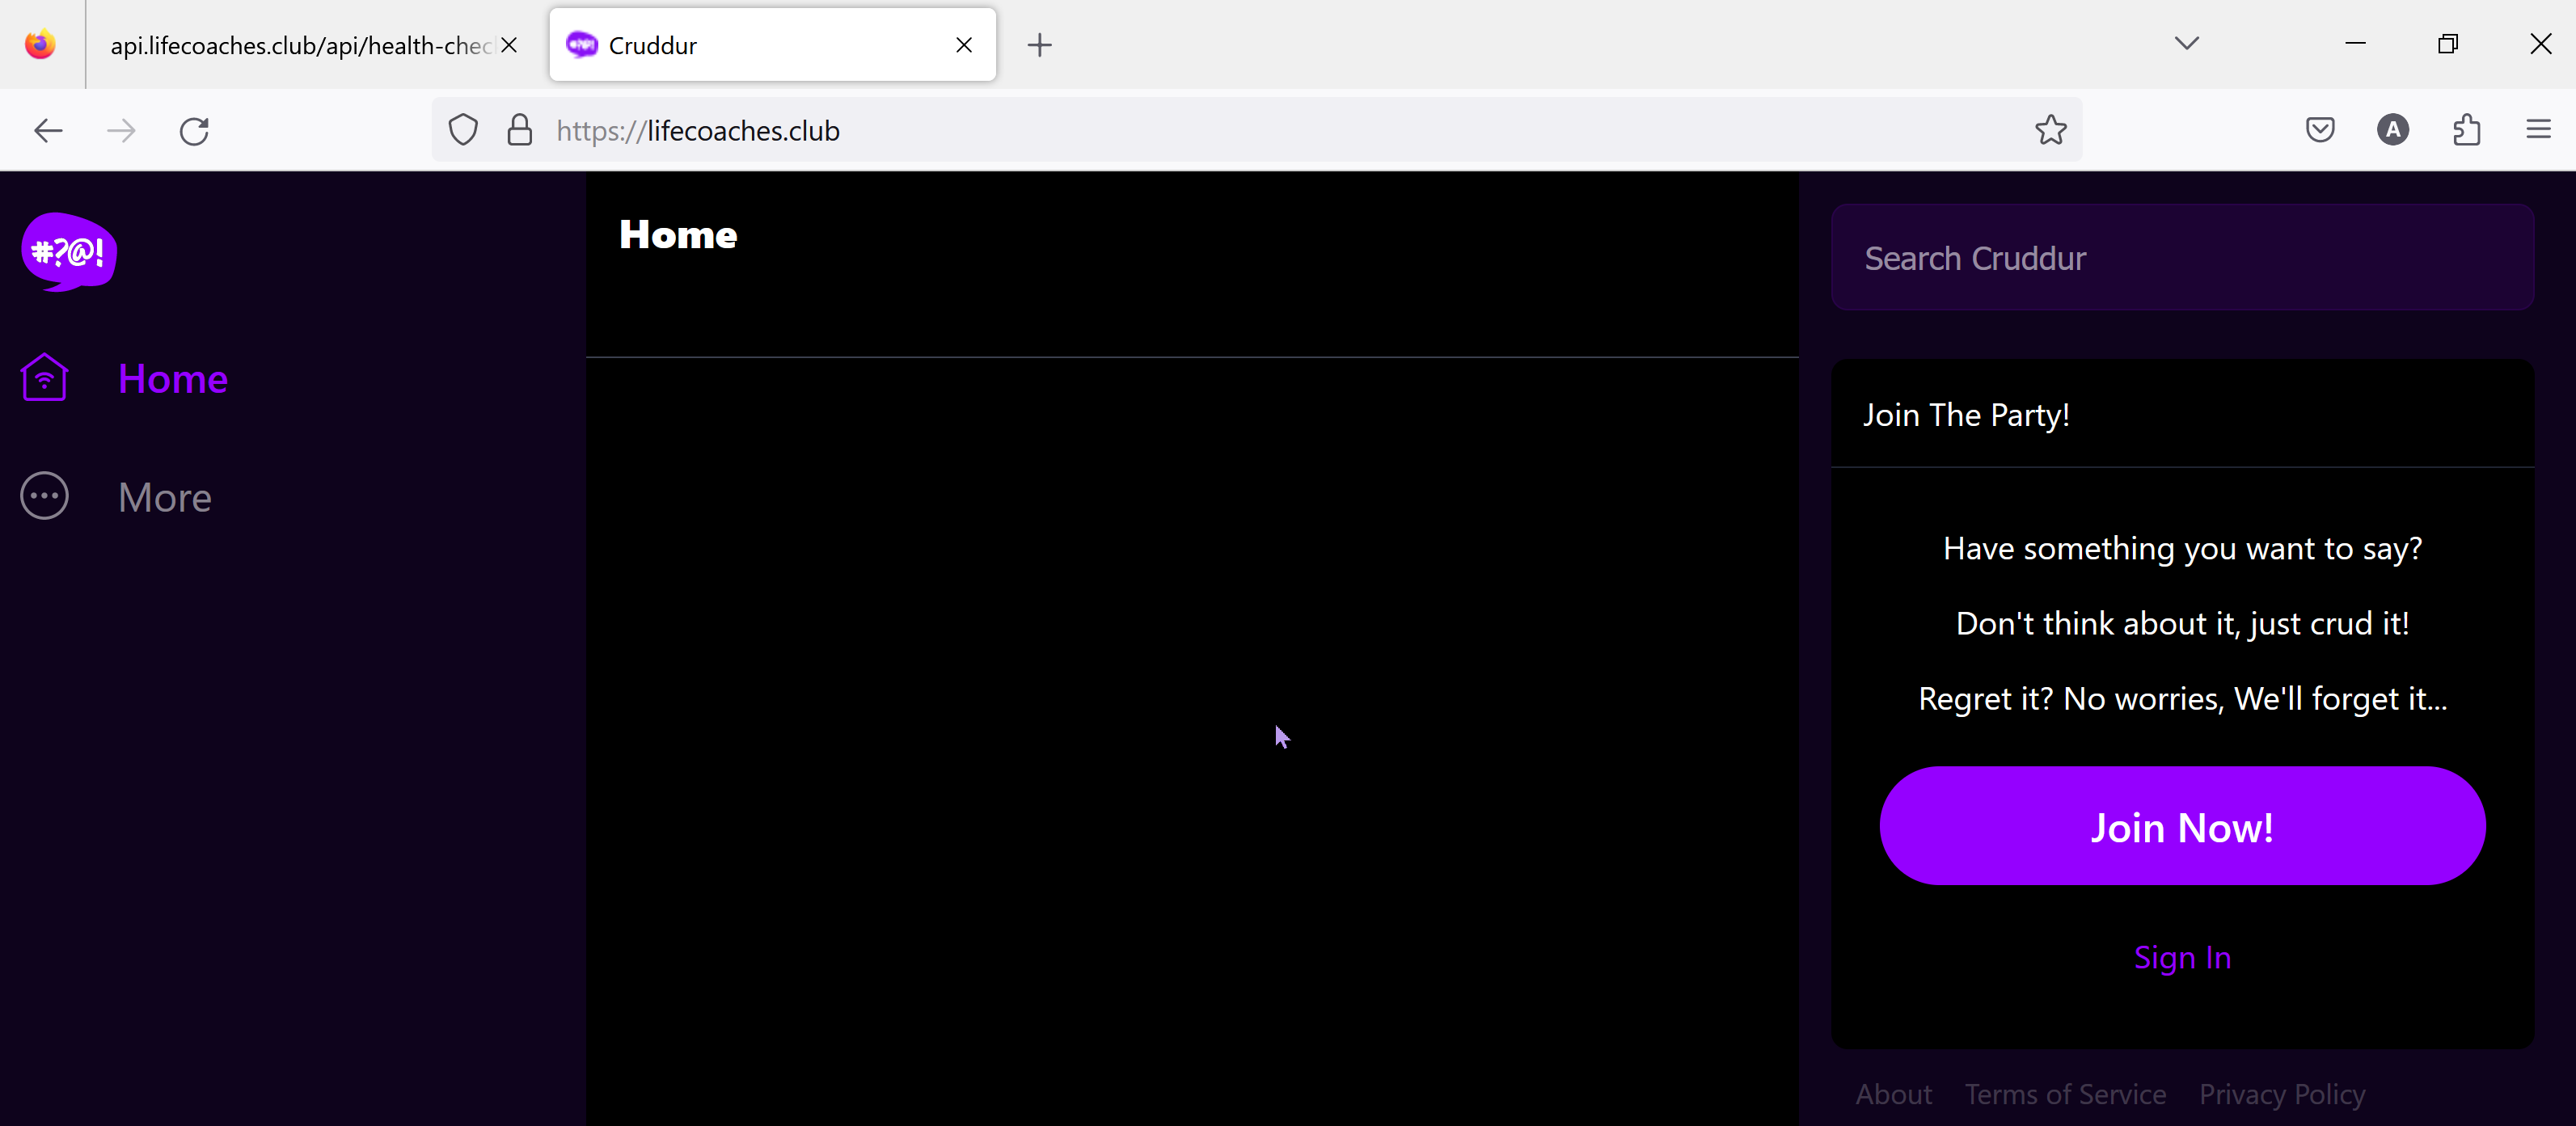 api.lifecoaches.club/api/health-chec
Cruddur
https://lifecoaches.club
A
#?@!
Home
More
Home
Search Cruddur
Join The Party!
Have something you want to say?
Don't think about it, just crud it!
Regret it? No worries, We'll forget it...
Join Now!
Sign In
About Terms of Service Privacy Policy